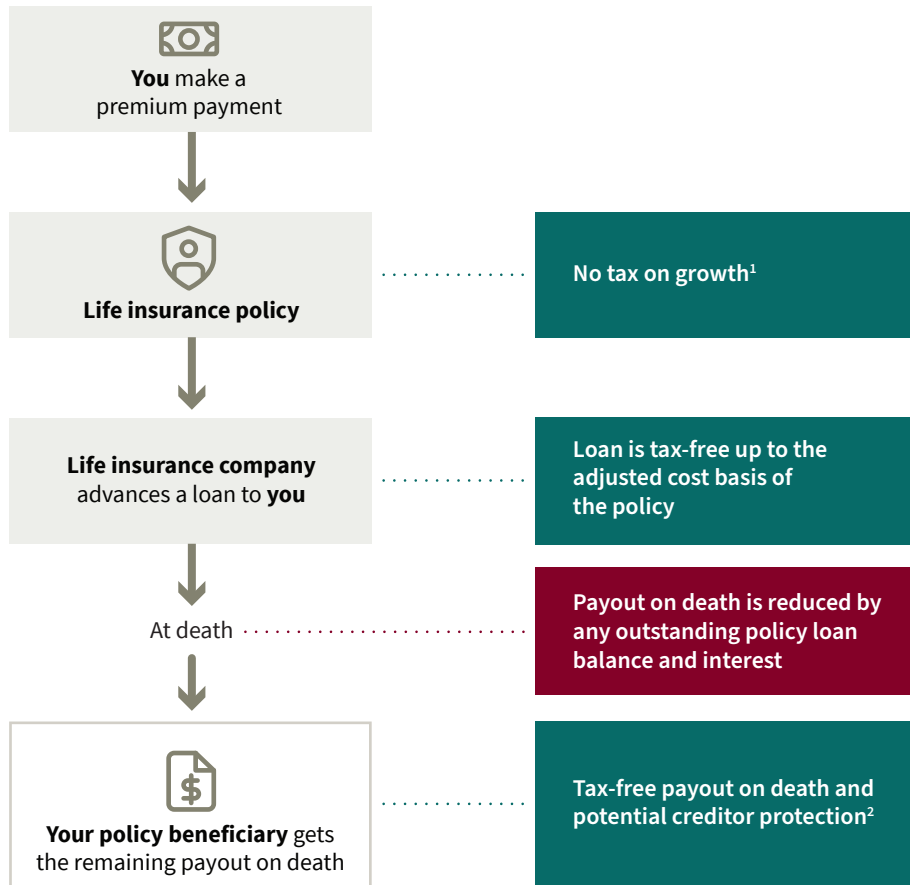 You make a
premium payment
Life insurance policy
No tax on growth¹
Life insurance company
advances a loan to you
Loan is tax-free up to the
adjusted cost basis of
the policy
At death
Payout on death is reduced by
any outstanding policy loan
balance and interest
Your policy beneficiary gets
the remaining payout on death
Tax-free payout on death and
potential creditor protection²